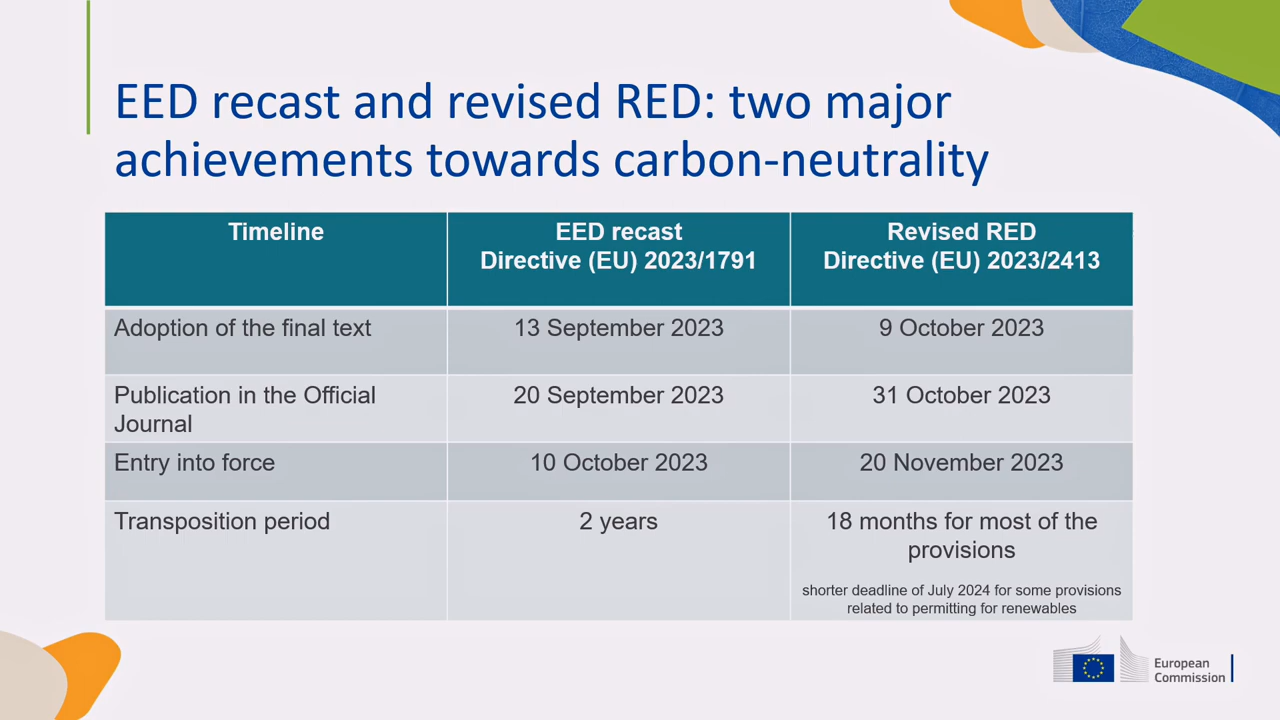 EED recast and revised RED: two major
achievements towards carbon-neutrality
Timeline
EED recast
Directive (EU) 2023/1791
Revised RED
Directive (EU) 2023/2413
Adoption of the final text
13 September 2023
9 October 2023
Publication in the Official
Journal
20 September 2023
31 October 2023
Entry into force
10 October 2023
20 November 2023
Transposition period
2 years
18 months for most of the
provisions
shorter deadline of July 2024 for some provisions
related to permitting for renewables
European
Commission